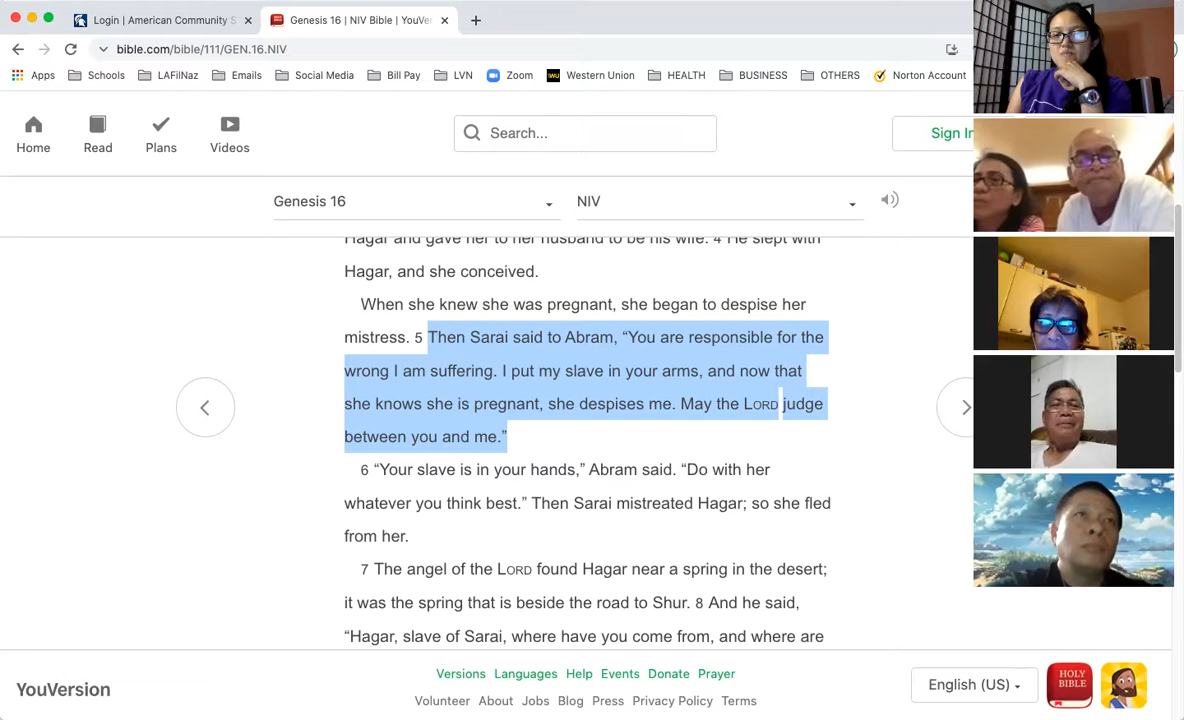 Login | American Community S
Genesis 16 | NIV Bible | YouVer
bible.com/bible/111/GEN.16.NIV
Apps Schools LAFilNaz Emails Social Media Bill Pay LVN Zoom WU Western Union HEALTH BUSINESS OTHERS Norton Account
Home Read Plans Videos
Search...
Sign In
Genesis 16
NIV
Hagar and gave her to her husband to be his wife. 4 He slept with
Hagar, and she conceived.
When she knew she was pregnant, she began to despise her
mistress. 5 Then Sarai said to Abram, “You are responsible for the
wrong I am suffering. I put my slave in your arms, and now that
she knows she is pregnant, she despises me. May the LORD judge
between you and me.”
6 “Your slave is in your hands,” Abram said. “Do with her
whatever you think best.” Then Sarai mistreated Hagar; so she fled
from her.
7 The angel of the LORD found Hagar near a spring in the desert;
it was the spring that is beside the road to Shur. 8 And he said,
“Hagar, slave of Sarai, where have you come from, and where are
Versions Languages Help Events Donate Prayer
YouVersion
Volunteer About Jobs Blog Press Privacy Policy Terms
English (US)
HOLY
BIBLE